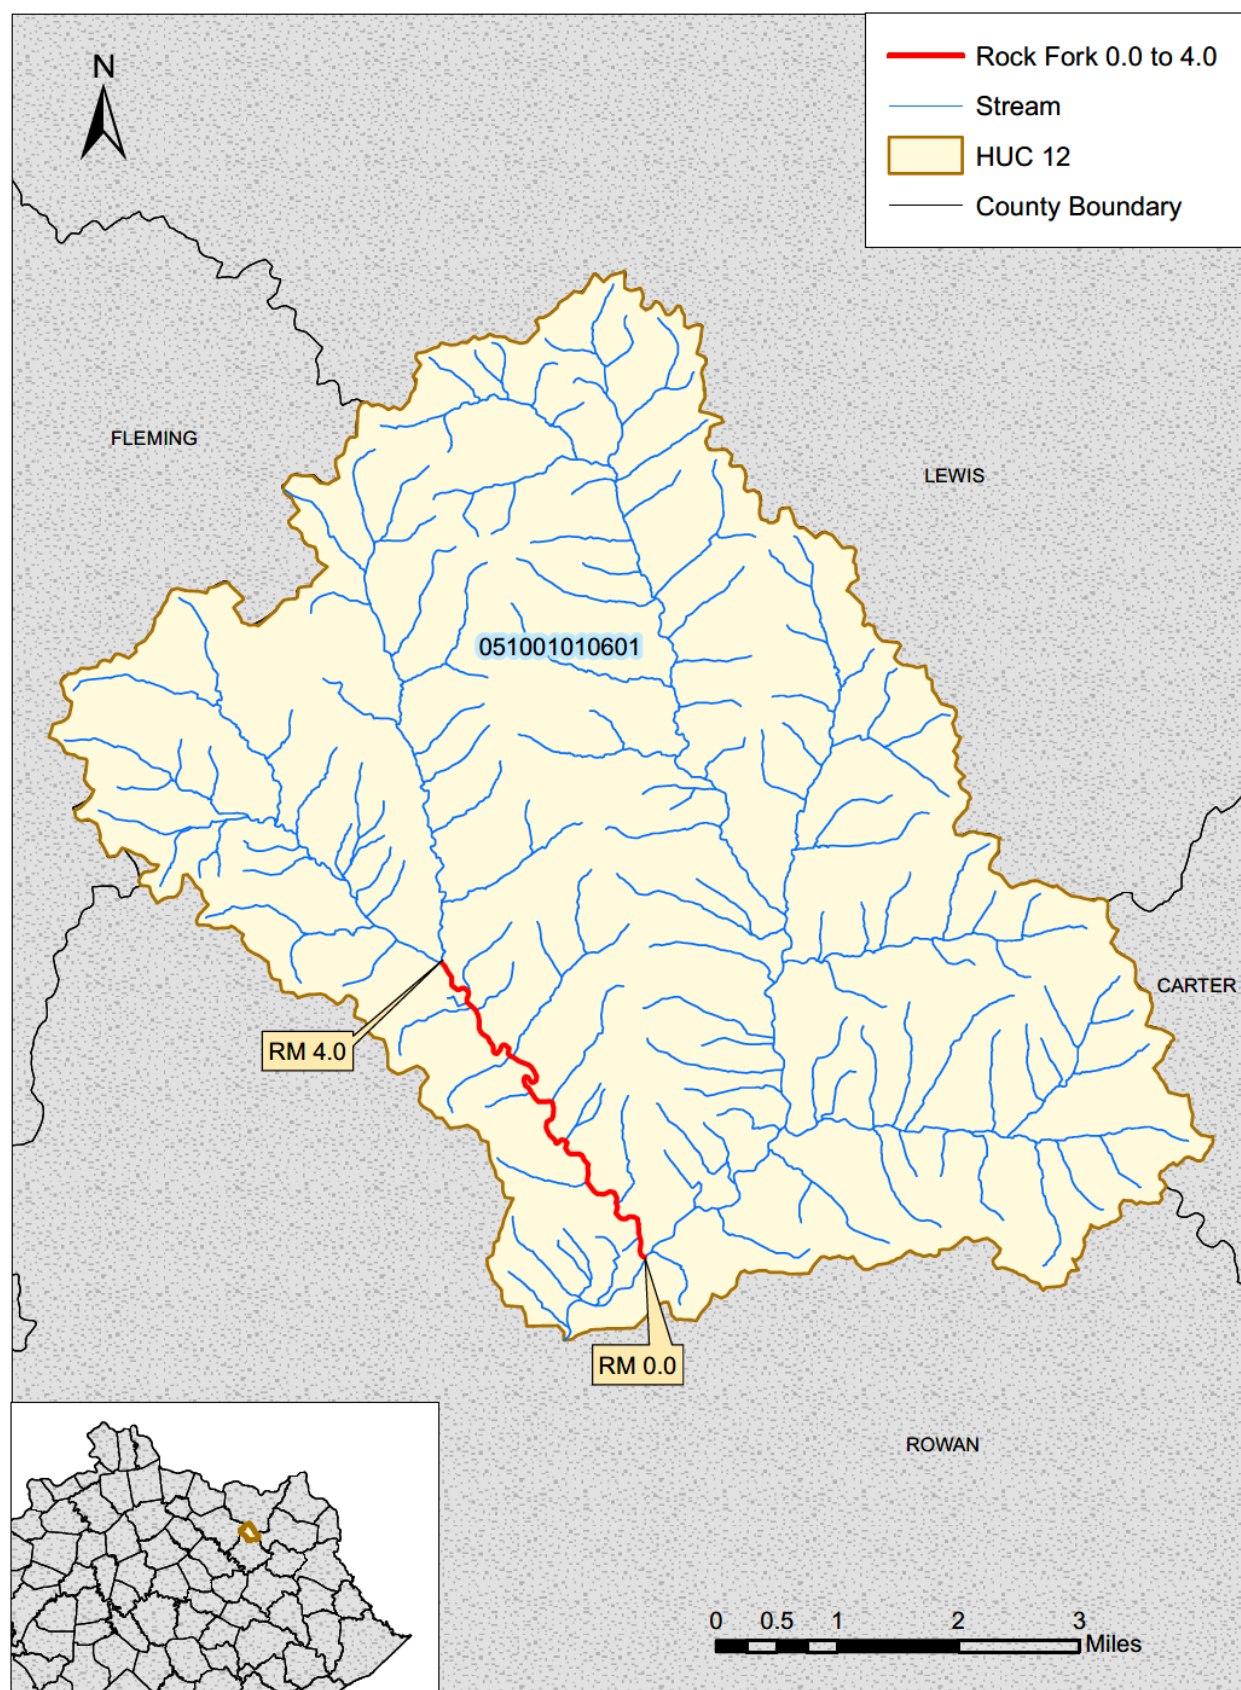 N
Rock Fork 0.0 to 4.0
Stream
HUC 12
County Boundary
FLEMING
LEWIS
051001010601
CARTER
RM 4.0
RM 0.0
ROWAN
0 0.5 1 2 3
Miles